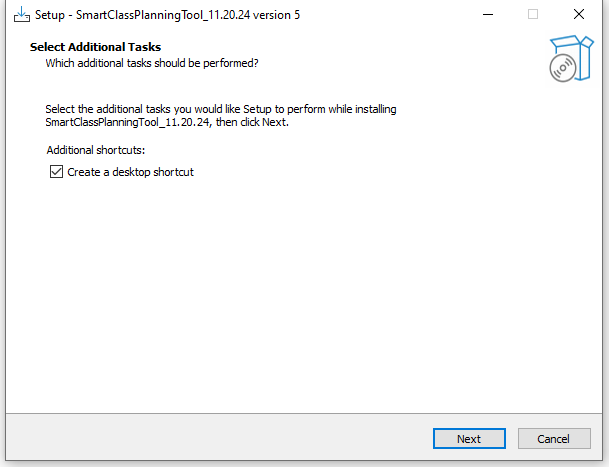 Setup - SmartClassPlanningTool_11.20.24 version 5
Select Additional Tasks
Which additional tasks should be performed?
Select the additional tasks you would like Setup to perform while installing
SmartClassPlanningTool_11.20.24, then click Next.
Additional shortcuts:
Create a desktop shortcut
Next
Cancel